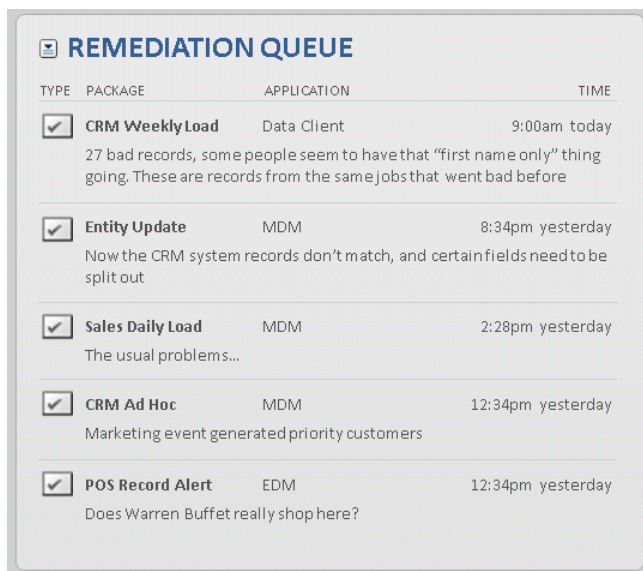 REMEDIATION QUEUE
TYPE PACKAGE APPLICATION TIME
CRM Weekly Load Data Client 9:00am today
27 bad records, some people seem to have that “first name only” thing
going. These are records from the same jobs that went bad before
Entity Update MDM 8:34pm yesterday
Now the CRM system records don’t match, and certain fields need to be
split out
Sales Daily Load MDM 2:28pm yesterday
The usual problems...
CRM Ad Hoc MDM 12:34pm yesterday
Marketing event generated priority customers
POS Record Alert EDM 12:34pm yesterday
Does Warren Buffet really shop here?